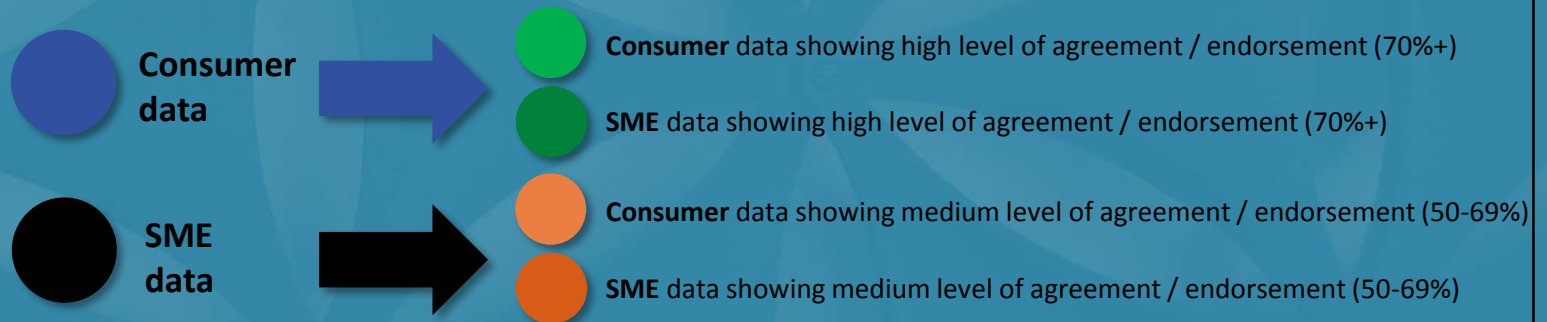 Consumer
data
Consumer data showing high level of agreement / endorsement (70%+)
SME data showing high level of agreement / endorsement (70%+)
SME
data
Consumer data showing medium level of agreement / endorsement (50-69%)
SME data showing medium level of agreement / endorsement (50-69%)